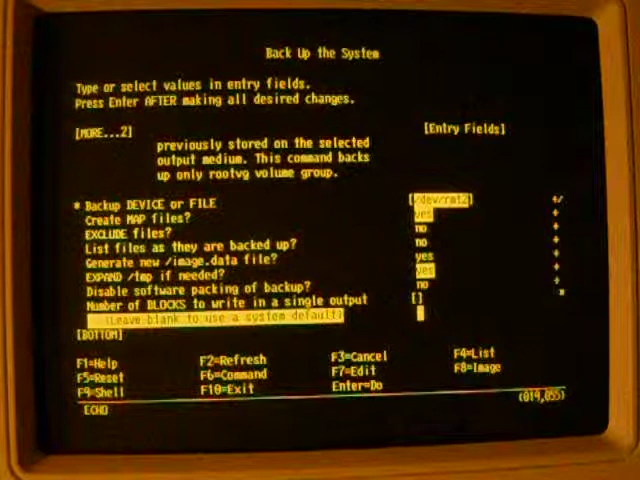 Back Up the System
Type or select values in entry fields.
Press Enter AFTER making all desired changes.
[MORE...2] [Entry Fields]
previously stored on the selected
output medium. This command backs
up only rootvg volume group.
* Backup DEVICE or FILE [/dev/rmt2] +/
Create MAP files? yes +
EXCLUDE files? no +
List files as they are backed up? no +
Generate new /image.data file? yes +
EXPAND /tmp if needed? yes +
Disable software packing of backup? no +
Number of BLOCKS to write in a single output [] #
(Leave blank to use a system default)
[BOTTOM]
F1=Help F2=Refresh F3=Cancel F4=List
F5=Reset F6=Command F7=Edit F8=Image
F9=Shell F10=Exit Enter=Do
ECHO (019,055)